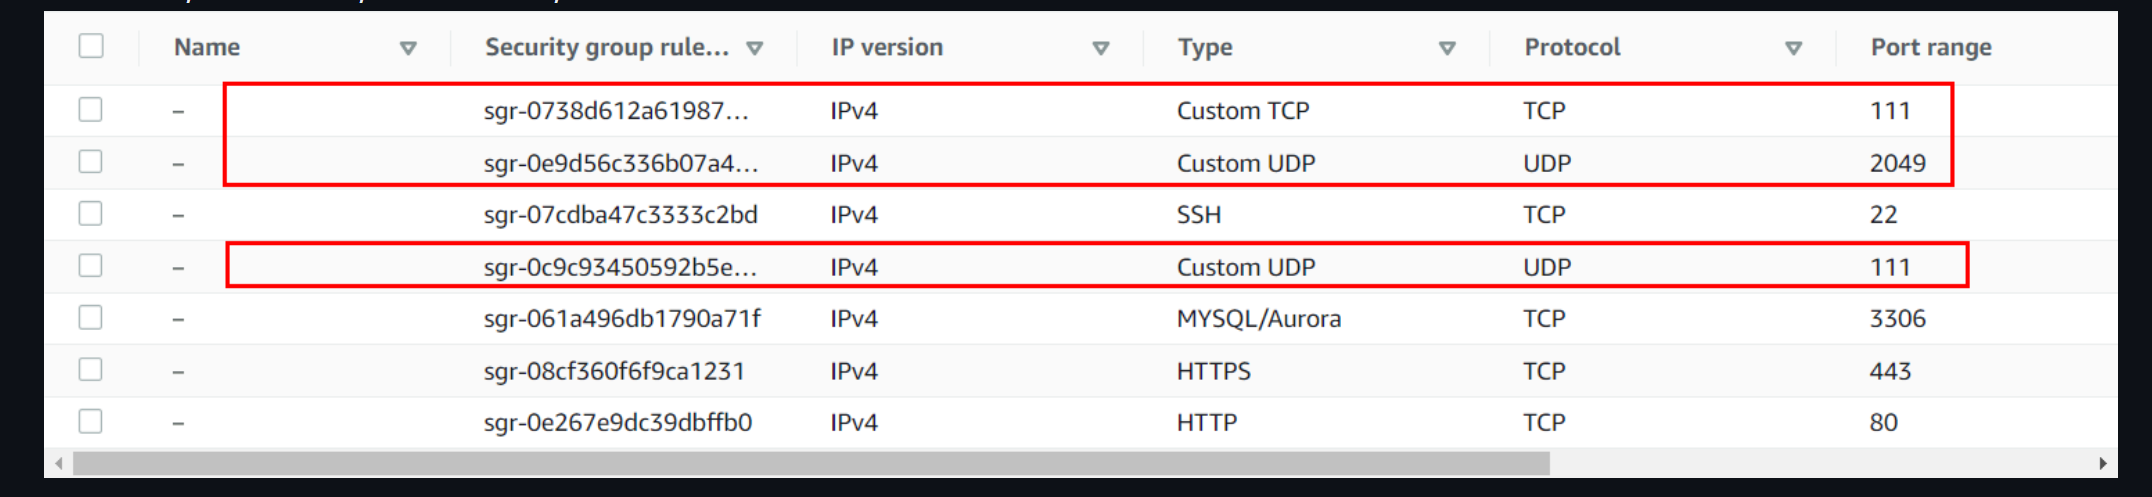 Name Security group rule... IP version Type Protocol Port range
– sgr-0738d612a61987... IPv4 Custom TCP TCP 111
– sgr-0e9d56c336b07a4... IPv4 Custom UDP UDP 2049
– sgr-07cdba47c3333c2bd IPv4 SSH TCP 22
– sgr-0c9c93450592b5e... IPv4 Custom UDP UDP 111
– sgr-061a496db1790a71f IPv4 MYSQL/Aurora TCP 3306
– sgr-08cf360f6f9ca1231 IPv4 HTTPS TCP 443
– sgr-0e267e9dc39dbffb0 IPv4 HTTP TCP 80